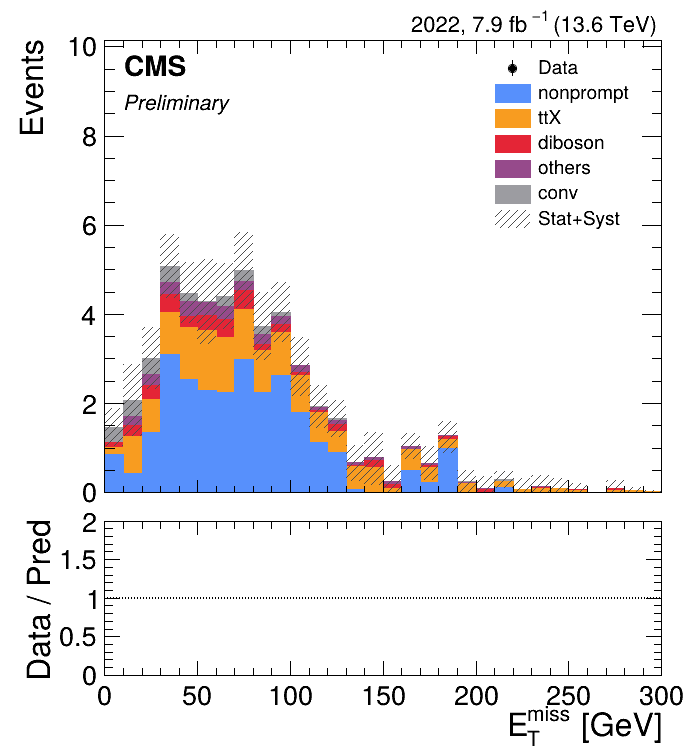 2022, 7.9 fb⁻¹ (13.6 TeV)
Events
10
8
6
4
2
0
CMS
Preliminary
Data
nonprompt
ttX
diboson
others
conv
Stat+Syst
Data / Pred
2
1.5
1
0.5
0
0 50 100 150 200 250 300
E_T^miss [GeV]